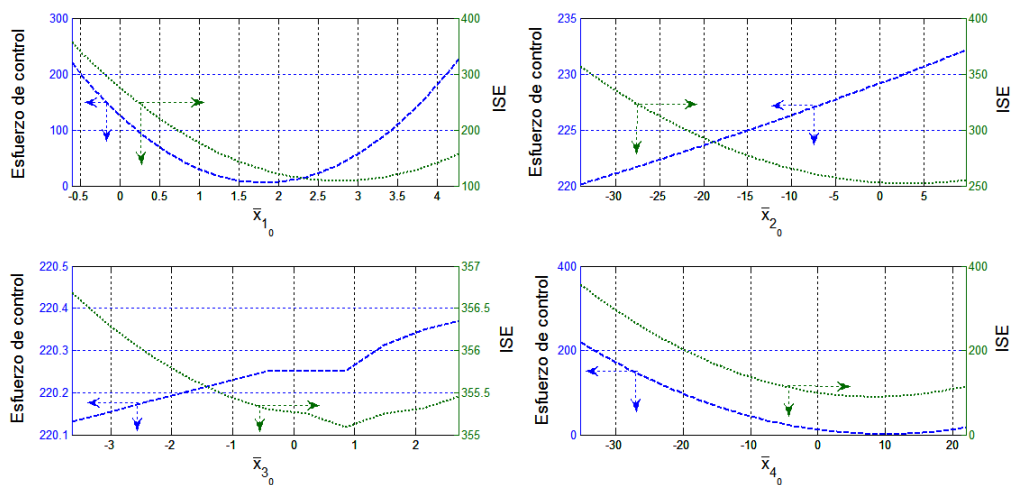 300
200
100
0
Esfuerzo de control
400
300
200
100
ISE
-0.5 0 0.5 1 1.5 2 2.5 3 3.5 4
x̄₁₀
235
230
225
220
Esfuerzo de control
400
350
300
250
ISE
-30 -25 -20 -15 -10 -5 0 5
x̄₂₀
220.5
220.4
220.3
220.2
220.1
Esfuerzo de control
357
356.5
356
355.5
355
ISE
-3 -2 -1 0 1 2
x̄₃₀
400
200
0
Esfuerzo de control
400
300
200
100
0
ISE
-30 -20 -10 0 10 20
x̄₄₀